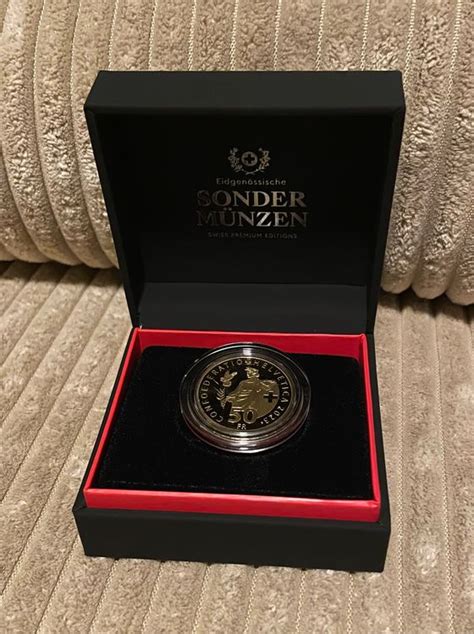 Eidgenössische
SONDER
MÜNZEN
SWISS PREMIUM EDITIONS
CONFOEDERATIO HELVETICA 2023
50
FR